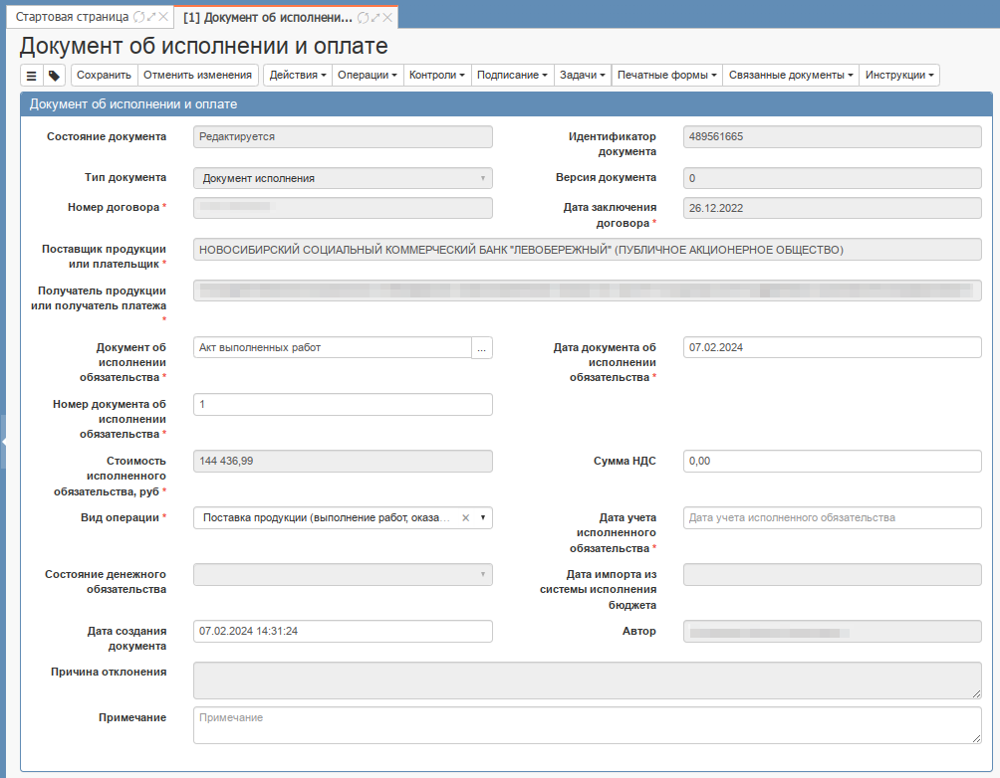 Стартовая страница
[1] Документ об исполнени...
Документ об исполнении и оплате
Сохранить Отменить изменения Действия Операции Контроли Подписание Задачи Печатные формы Связанные документы Инструкции
Документ об исполнении и оплате
Состояние документа
Редактируется
Идентификатор
документа
489561665
Тип документа
Документ исполнения
Версия документа
0
Номер договора *
Дата заключения
договора *
26.12.2022
Поставщик продукции
или плательщик *
НОВОСИБИРСКИЙ СОЦИАЛЬНЫЙ КОММЕРЧЕСКИЙ БАНК "ЛЕВОБЕРЕЖНЫЙ" (ПУБЛИЧНОЕ АКЦИОНЕРНОЕ ОБЩЕСТВО)
Получатель продукции
или получатель платежа
*
Документ об
исполнении
обязательства *
Акт выполненных работ
...
Дата документа об
исполнении
обязательства *
07.02.2024
Номер документа об
исполнении
обязательства *
1
Стоимость
исполненного
обязательства, руб *
144 436,99
Сумма НДС
0,00
Вид операции *
Поставка продукции (выполнение работ, оказа...
Дата учета
исполненного
обязательства *
Дата учета исполненного обязательства
Состояние денежного
обязательства
Дата импорта из
системы исполнения
бюджета
Дата создания
документа
07.02.2024 14:31:24
Автор
Причина отклонения
Примечание
Примечание